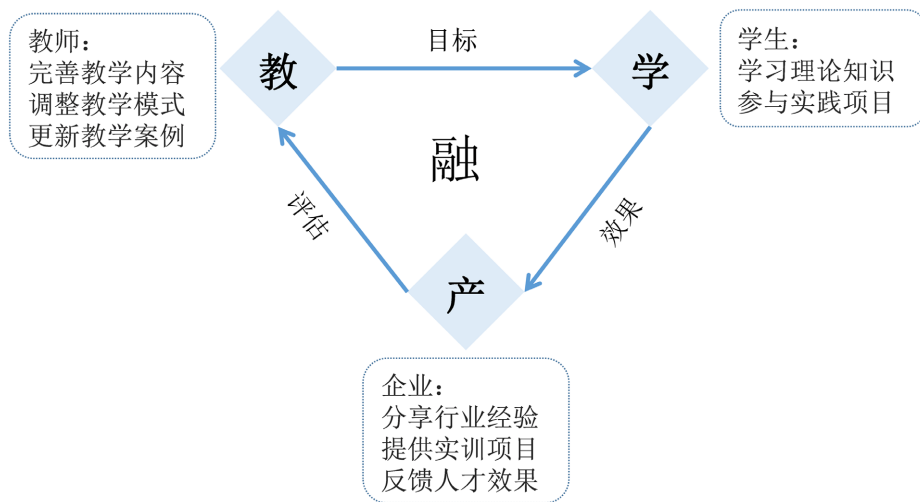 教师：
完善教学内容
调整教学模式
更新教学案例
教
目标
学
学生：
学习理论知识
参与实践项目
融
评估
效果
产
企业：
分享行业经验
提供实训项目
反馈人才效果